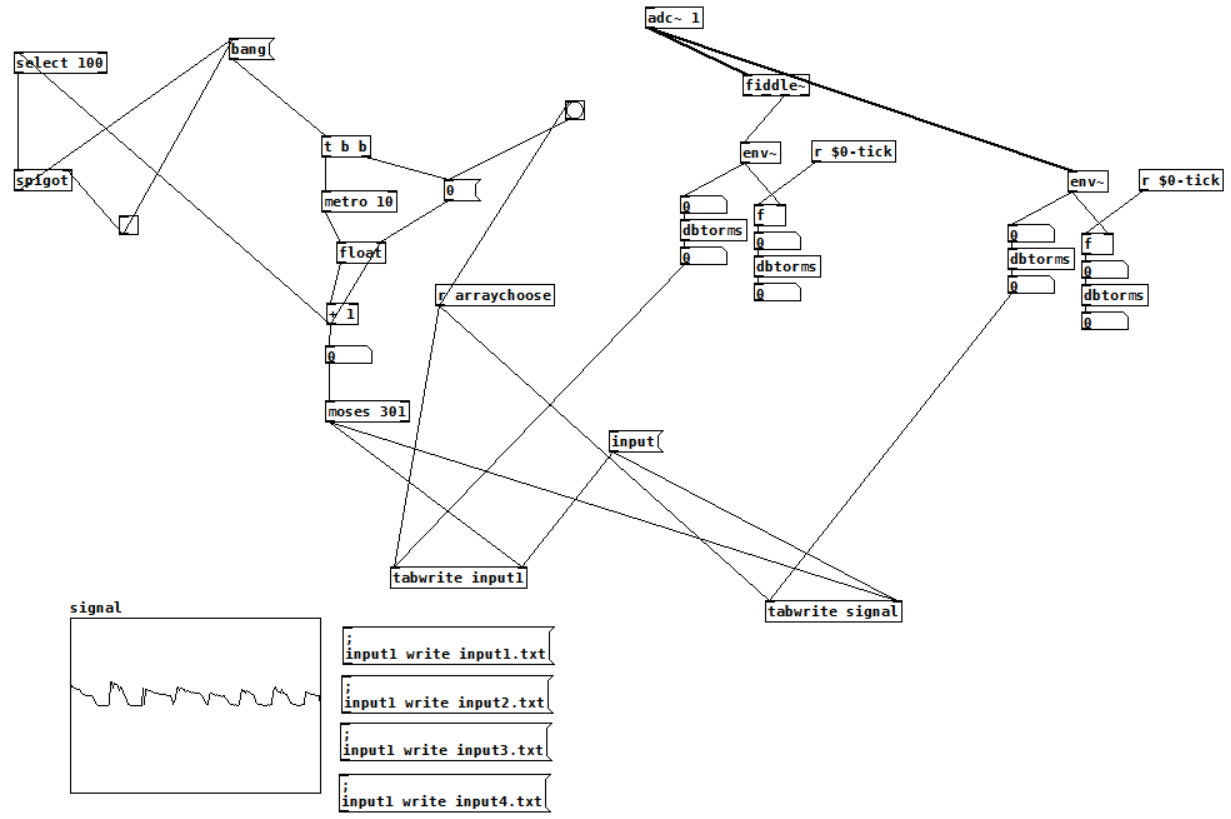 adc~ 1
bang
select 100
fiddle~
t b b
env~
r $0-tick
spigot
env~
r $0-tick
metro 10
0
0
f
dbtorms
0
0
float
0
f
dbtorms
0
0
dbtorms
0
dbtorms
0
r arraychoose
0
+ 1
0
0
moses 301
input
tabwrite input1
tabwrite signal
signal
;
input1 write input1.txt
;
input1 write input2.txt
;
input1 write input3.txt
;
input1 write input4.txt